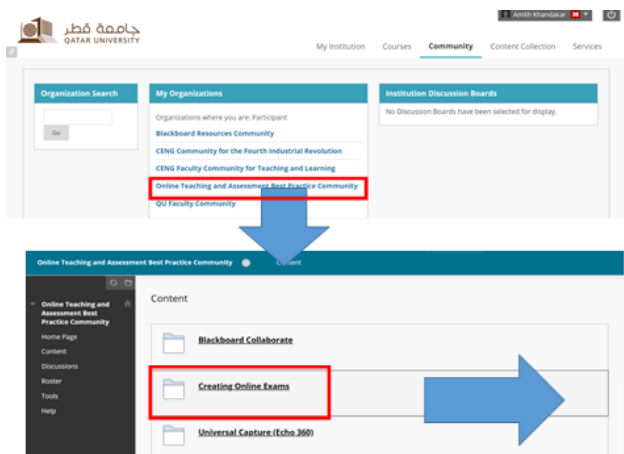 جامعة قطر
QATAR UNIVERSITY
Amith Khandakar
My Institution Courses Community Content Collection Services
Organization Search
Go
My Organizations
Organizations where you are: Participant
Blackboard Resources Community
CENG Community for the Fourth Industrial Revolution
CENG Faculty Community for Teaching and Learning
Online Teaching and Assessment Best Practice Community
QU Faculty Community
Institution Discussion Boards
No Discussion Boards have been selected for display.
Online Teaching and Assessment Best Practice Community Content
Online Teaching and
Assessment Best
Practice Community
Home Page
Content
Discussions
Roster
Tools
Help
Content
Blackboard Collaborate
Creating Online Exams
Universal Capture (Echo 360)